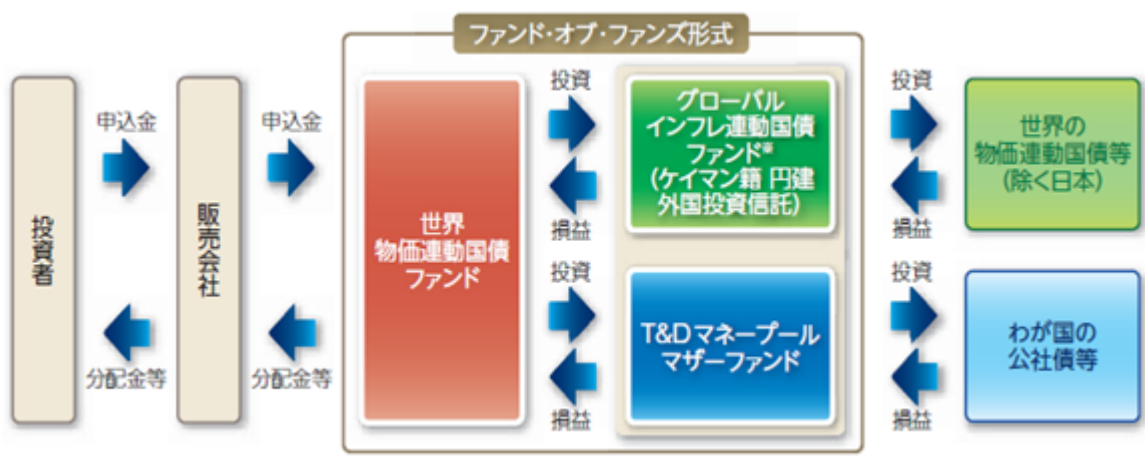 ファンド・オブ・ファンズ形式
投資者
申込金
分配金等
販売会社
申込金
分配金等
世界
物価連動国債
ファンド
投資
損益
投資
損益
グローバル
インフレ連動国債
ファンド※
(ケイマン籍 円建
外国投資信託)
T&Dマネープール
マザーファンド
投資
損益
投資
損益
世界の
物価連動国債等
(除く日本)
わが国の
公社債等